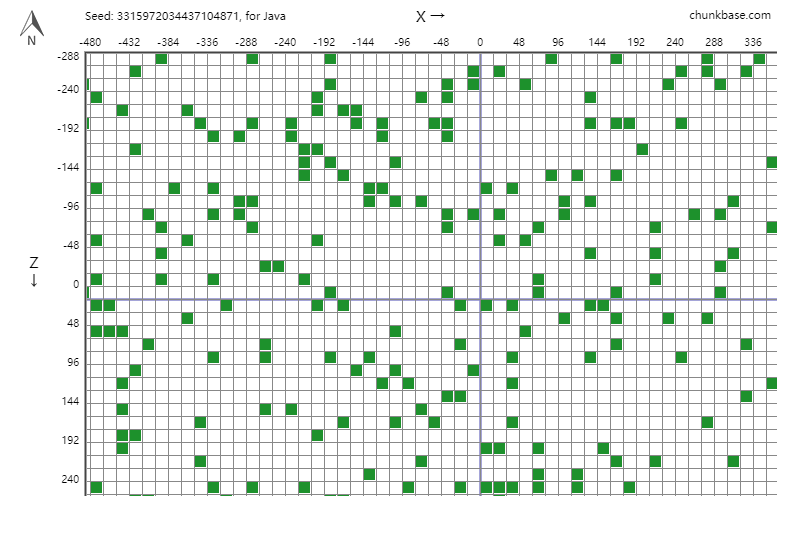 Seed: 3315972034437104871, for Java
X →
chunkbase.com
N
-480 -432 -384 -336 -288 -240 -192 -144 -96 -48 0 48 96 144 192 240 288 336
-288
-240
-192
-144
-96
-48
Z
↓
0
48
96
144
192
240